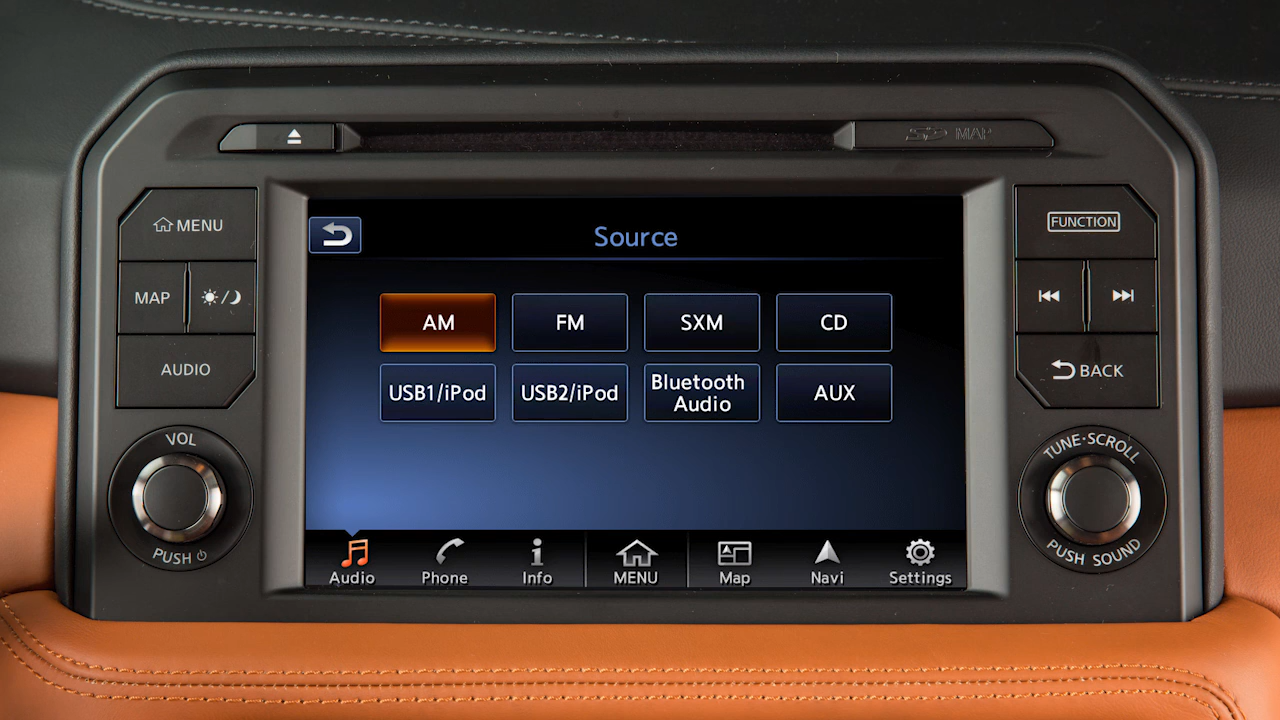 SD MAP
MENU
MAP
AUDIO
VOL
PUSH
Source
AM FM SXM CD
USB1/iPod USB2/iPod Bluetooth Audio AUX
Audio Phone Info MENU Map Navi Settings
FUNCTION
BACK
TUNE·SCROLL
PUSH SOUND